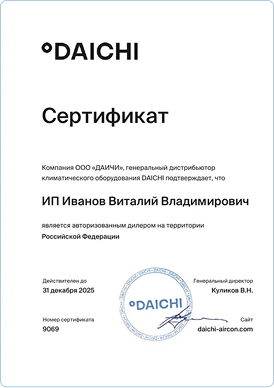 DAICHI
Сертификат
Компания ООО «ДАИЧИ», генеральный дистрибьютор
климатического оборудования DAICHI подтверждает, что
ИП Иванов Виталий Владимирович
является авторизованным дилером на территории
Российской Федерации
Действителен до
31 декабря 2025
Генеральный директор
Куликов В.Н.
DAICHI
Номер сертификата
9069
Сайт
daichi-aircon.com